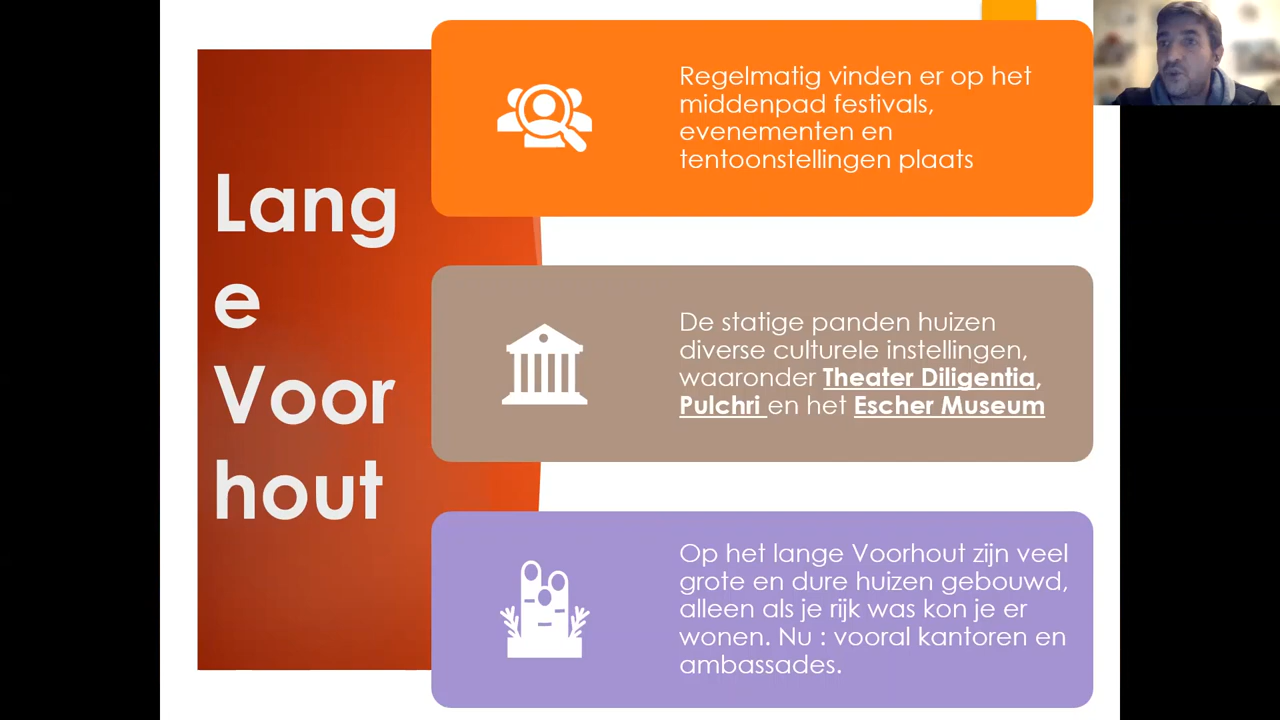 Lang
e
Voor
hout
Regelmatig vinden er op het
middenpad festivals,
evenementen en
tentoonstellingen plaats
De statige panden huizen
diverse culturele instellingen,
waaronder Theater Diligentia,
Pulchri en het Escher Museum
Op het lange Voorhout zijn veel
grote en dure huizen gebouwd,
alleen als je rijk was kon je er
wonen. Nu : vooral kantoren en
ambassades.